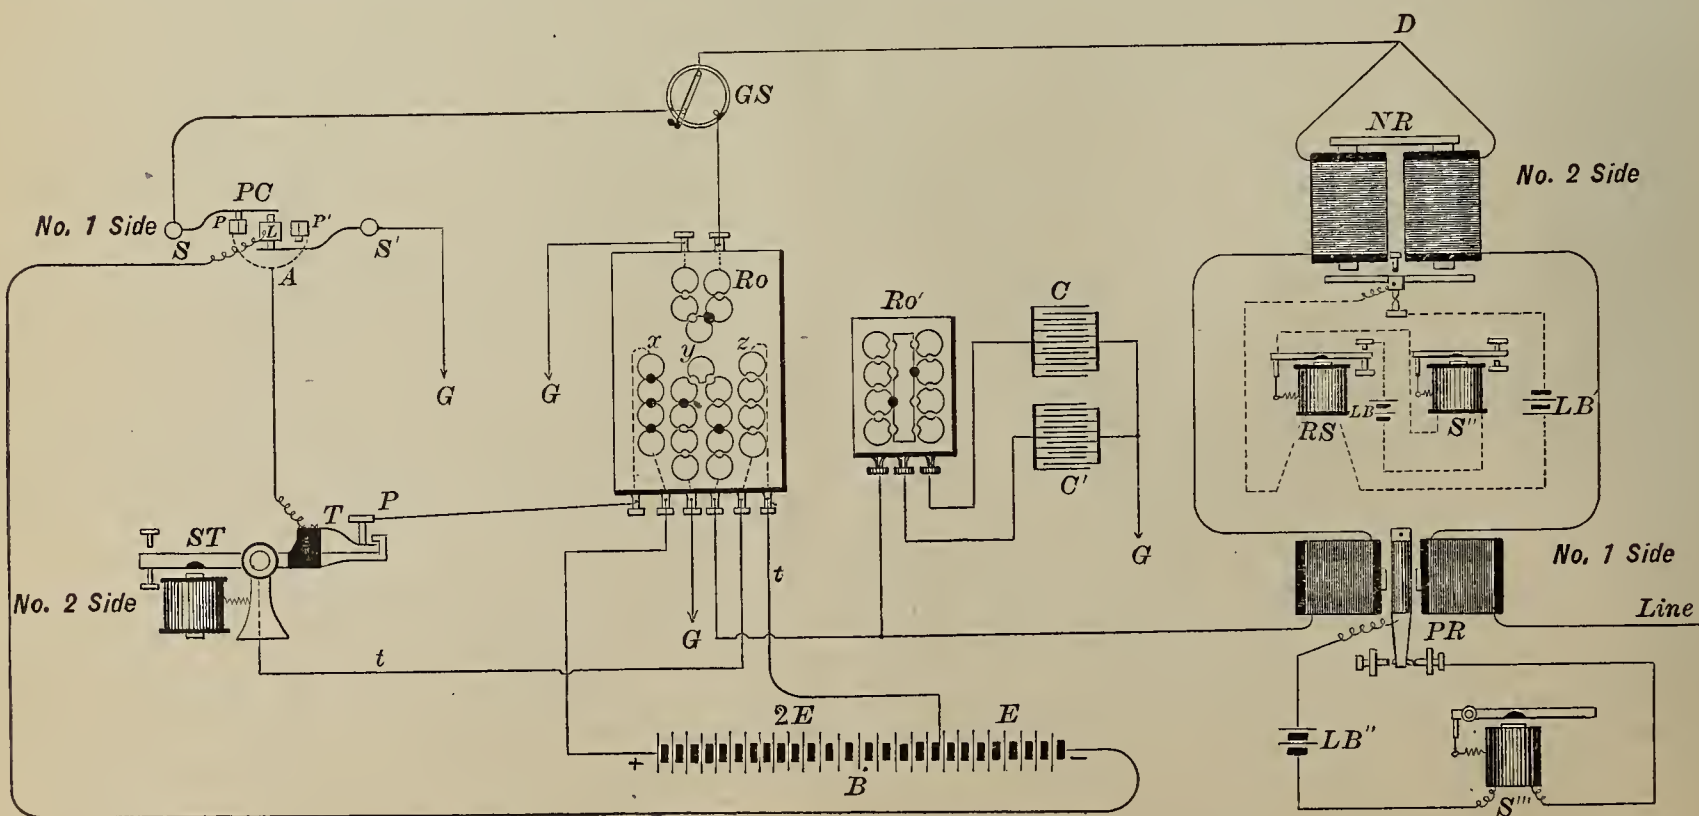 D
GS
NR
No. 2 Side
PC
P
L
P'
No. 1 Side
S
S'
A
G
G
Ro
x
y
z
Ro'
C
C'
G
LB
RS
S''
LB'
P
T
ST
No. 2 Side
t
G
t
No. 1 Side
Line
PR
2E
E
+
B
−
LB''
S'''